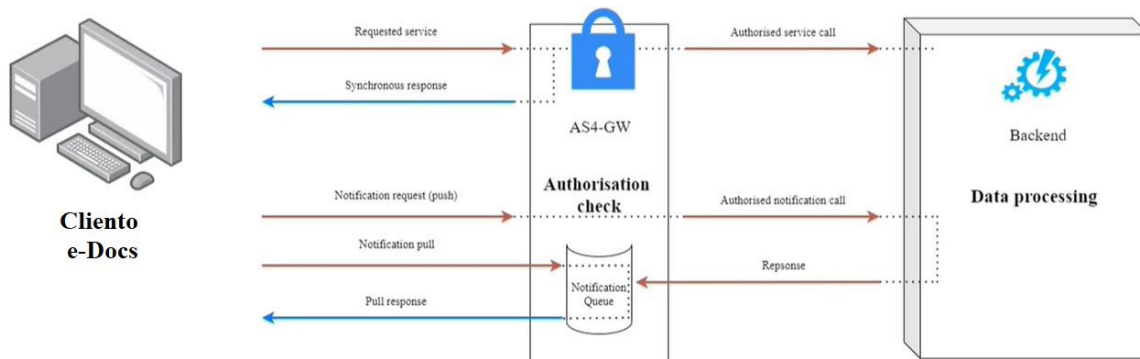 Requested service
Authorised service call
Synchronous response
AS4-GW
Backend
Authorisation
check
Data processing
Notification request (push)
Authorised notification call
Cliento
e-Docs
Notification pull
Repsonse
Notification
Queue
Pull response